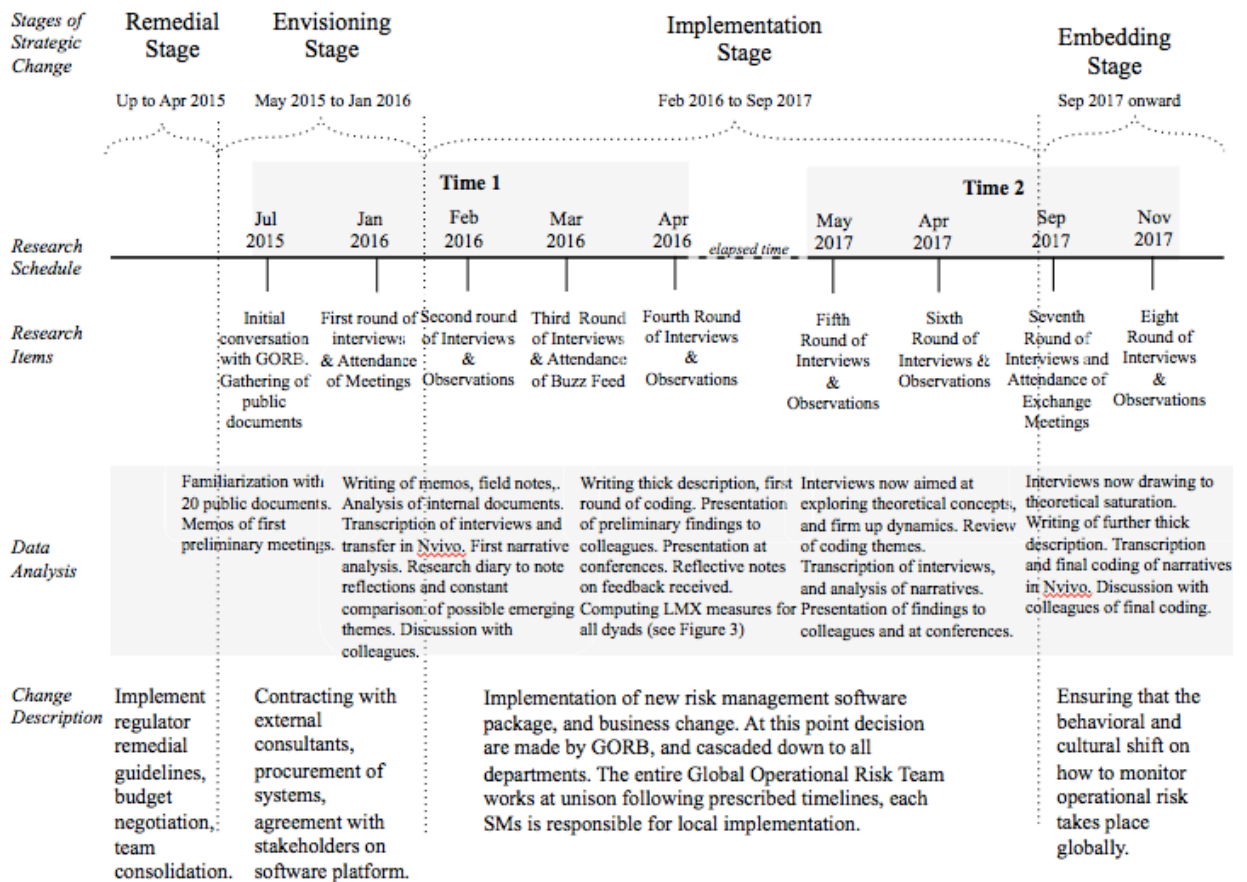 Stages of
Strategic
Change
Remedial
Stage
Envisioning
Stage
Implementation
Stage
Embedding
Stage
Up to Apr 2015
May 2015 to Jan 2016
Feb 2016 to Sep 2017
Sep 2017 onward
Time 1
Time 2
Research
Schedule
Jul
2015
Jan
2016
Feb
2016
Mar
2016
Apr
2016
elapsed time
May
2017
Apr
2017
Sep
2017
Nov
2017
Research
Items
Initial
conversation
with GORB.
Gathering of
public
documents
First round of
interviews
& Attendance
of Meetings
Second round
of Interviews
&
Observations
Third Round
of Interviews
& Attendance
of Buzz Feed
Fourth Round
of Interviews
&
Observations
Fifth
Round of
Interviews
&
Observations
Sixth
Round of
Interviews &
Observations
Seventh
Round of
Interviews and
Attendance of
Exchange
Meetings
Eight
Round of
Interviews
&
Observations
Data
Analysis
Familiarization with
20 public documents.
Memos of first
preliminary meetings.
Writing of memos, field notes,.
Analysis of internal documents.
Transcription of interviews and
transfer in Nvivo. First narrative
analysis. Research diary to note
reflections and constant
comparison of possible emerging
themes. Discussion with
colleagues.
Writing thick description, first
round of coding. Presentation
of preliminary findings to
colleagues. Presentation at
conferences. Reflective notes
on feedback received.
Computing LMX measures for
all dyads (see Figure 3)
Interviews now aimed at
exploring theoretical concepts,
and firm up dynamics. Review
of coding themes.
Transcription of interviews,
and analysis of narratives.
Presentation of findings to
colleagues and at conferences.
Interviews now drawing to
theoretical saturation.
Writing of further thick
description. Transcription
and final coding of narratives
in Nvivo. Discussion with
colleagues of final coding.
Change
Description
Implement
regulator
remedial
guidelines,
budget
negotiation,
team
consolidation.
Contracting with
external
consultants,
procurement of
systems,
agreement with
stakeholders on
software platform.
Implementation of new risk management software
package, and business change. At this point decision
are made by GORB, and cascaded down to all
departments. The entire Global Operational Risk Team
works at unison following prescribed timelines, each
SMs is responsible for local implementation.
Ensuring that the
behavioral and
cultural shift on
how to monitor
operational risk
takes place
globally.